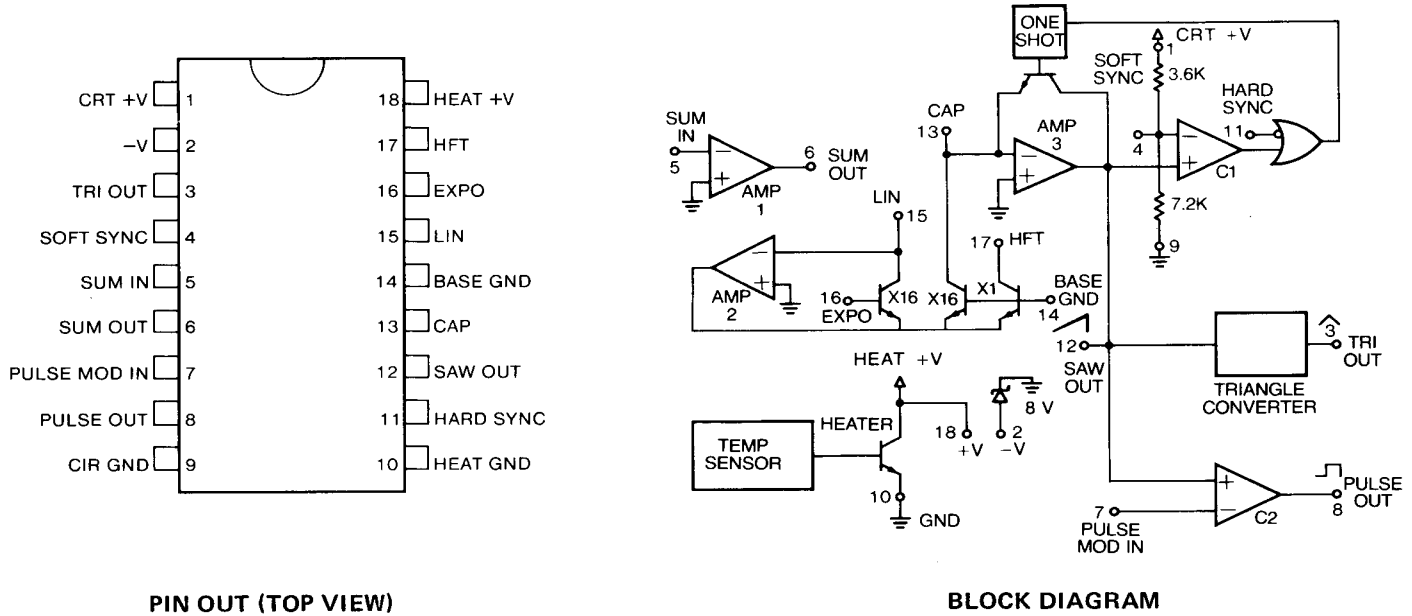 CRT +V 1
-V 2
TRI OUT 3
SOFT SYNC 4
SUM IN 5
SUM OUT 6
PULSE MOD IN 7
PULSE OUT 8
CIR GND 9
18 HEAT +V
17 HFT
16 EXPO
15 LIN
14 BASE GND
13 CAP
12 SAW OUT
11 HARD SYNC
10 HEAT GND
PIN OUT (TOP VIEW)
ONE
SHOT
CRT +V
1
SOFT
SYNC
3.6K
HARD
SYNC
11
4
-
+
C1
7.2K
9
CAP
13
AMP
3
-
+
SUM
IN
5
-
+
AMP
1
6
SUM
OUT
LIN
15
17 HFT
-
+
AMP
2
16
EXPO
X16
X16
X1
BASE
GND
14
12
SAW
OUT
3
TRI
OUT
TRIANGLE
CONVERTER
HEAT +V
HEATER
TEMP
SENSOR
18
+V
8 V
2
-V
10
GND
7
PULSE
MOD IN
+
-
C2
PULSE
OUT
8
BLOCK DIAGRAM